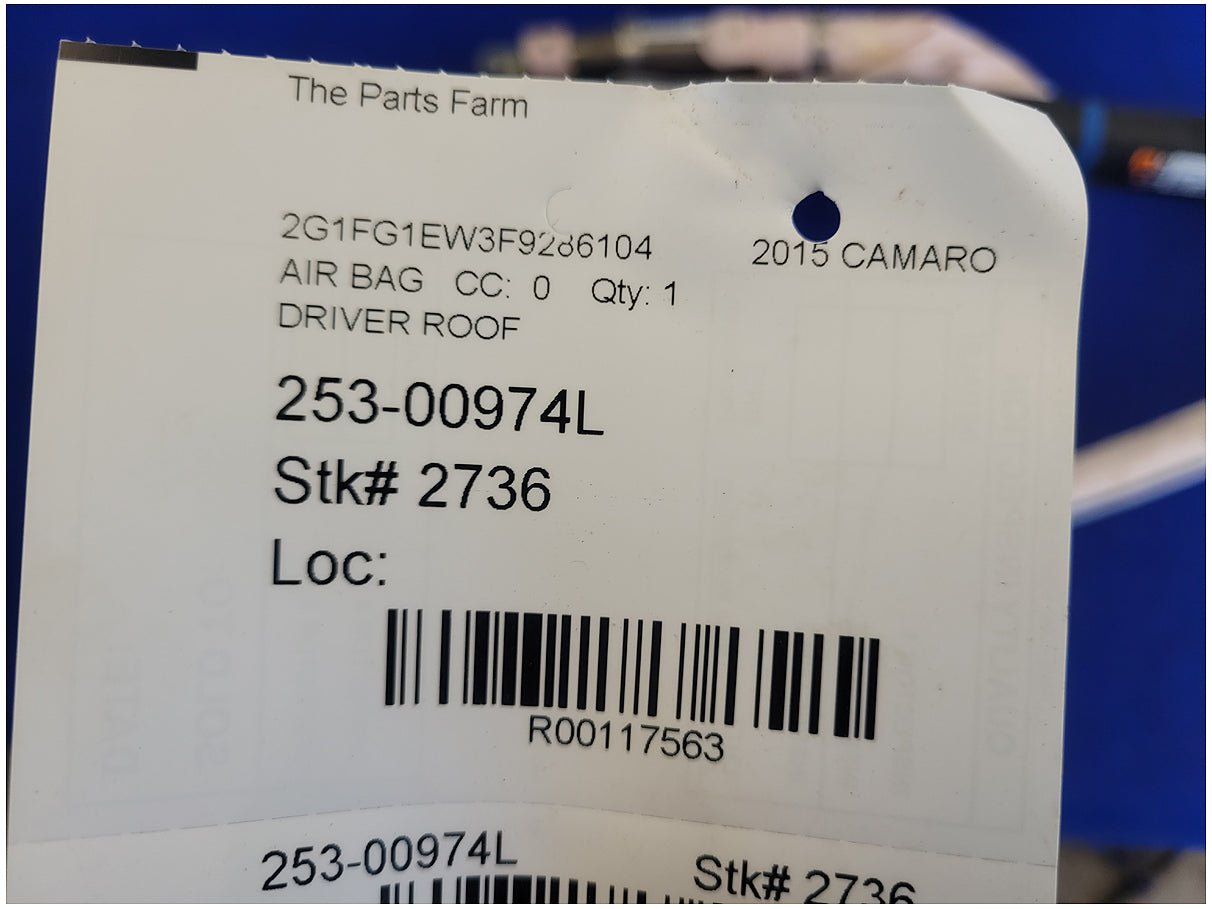 The Parts Farm
2G1FG1EW3F9286104 2015 CAMARO
AIR BAG CC: 0 Qty: 1
DRIVER ROOF
253-00974L
Stk# 2736
Loc:
R00117563
253-00974L Stk# 2736